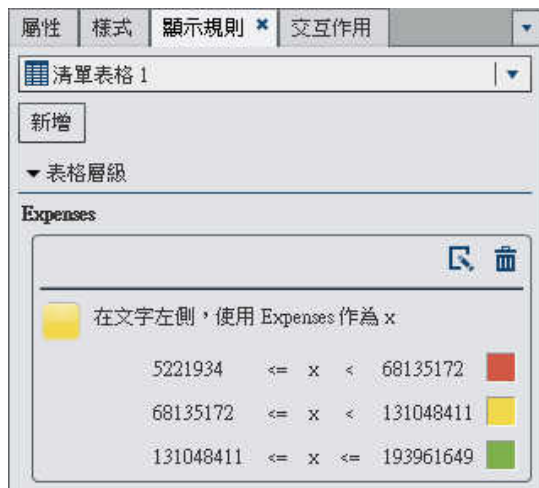 屬性 樣式 顯示規則 交互作用
清單表格 1
新增
表格層級
Expenses
在文字左側，使用 Expenses 作為 x
5221934 <= x < 68135172
68135172 <= x < 131048411
131048411 <= x <= 193961649